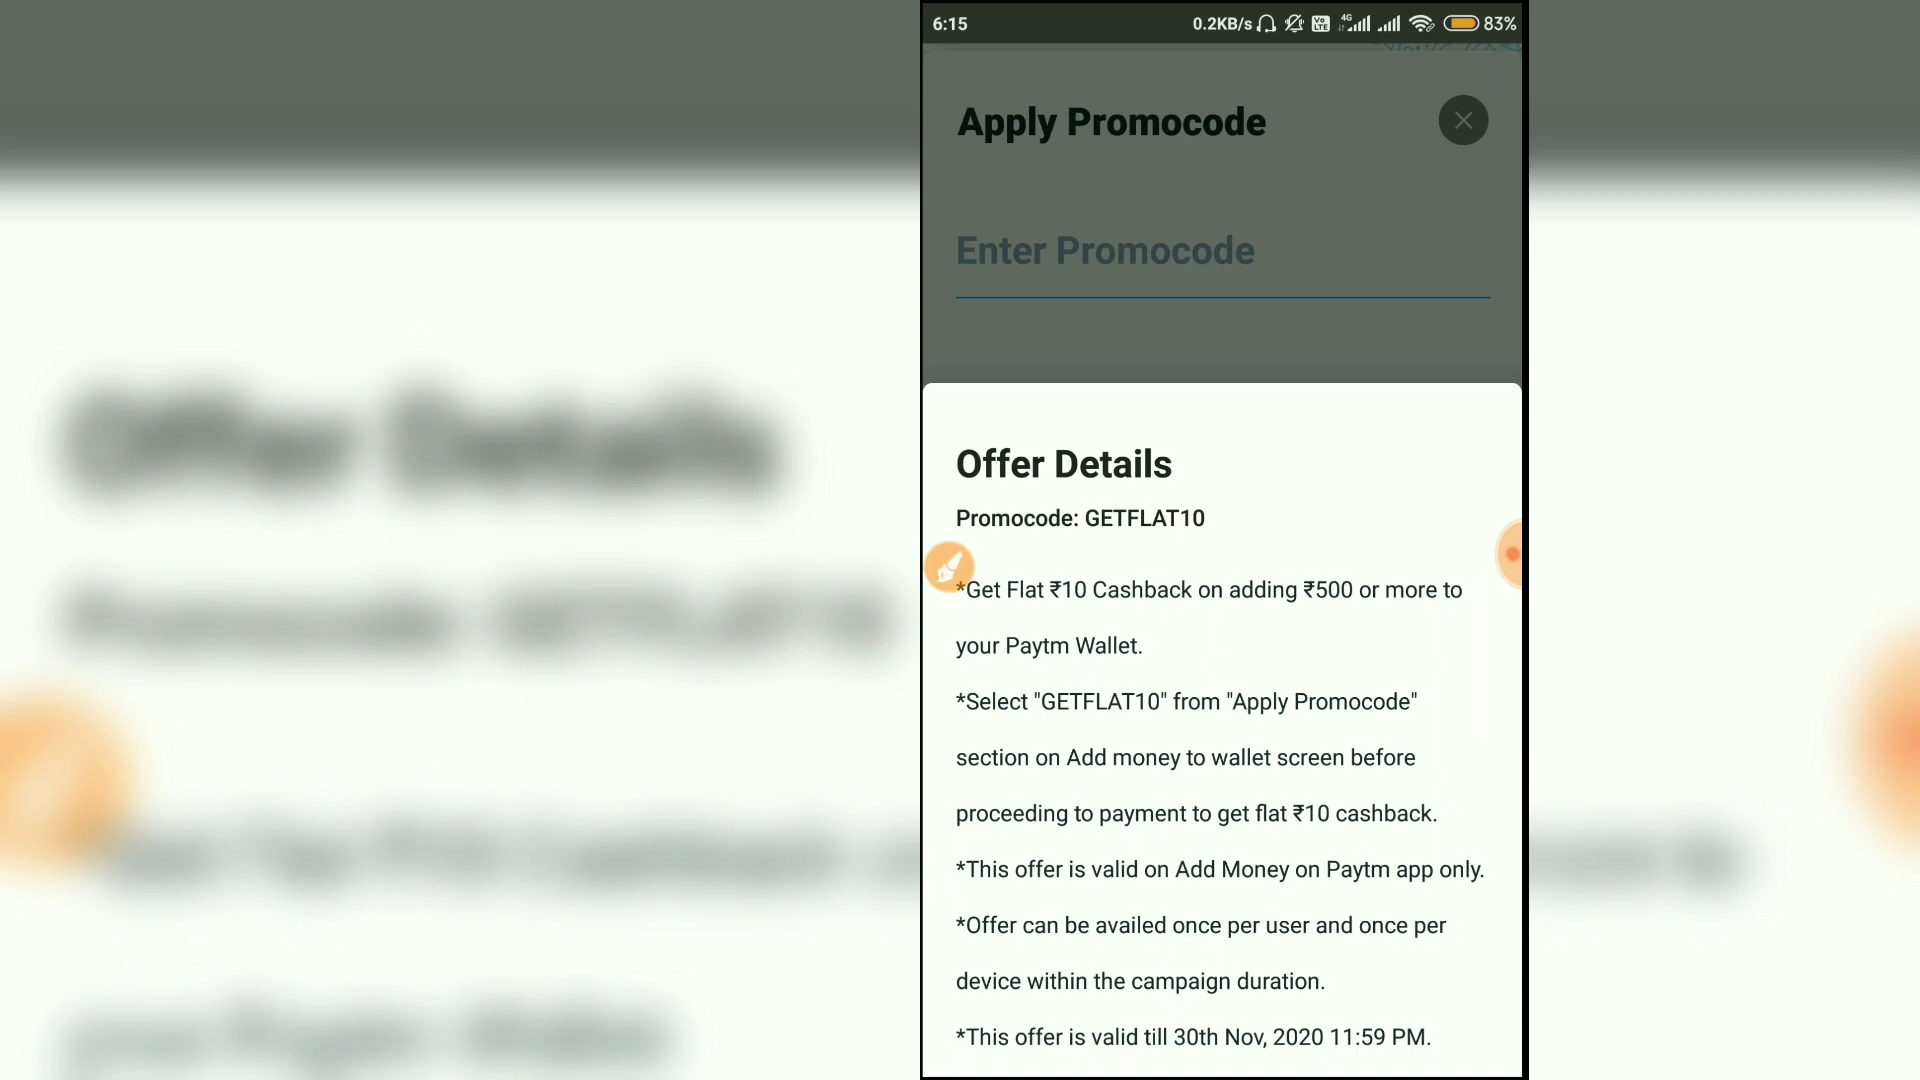 6:15
0.2KB/s
Vo LTE
4G
83%
Apply Promocode
Enter Promocode
Offer Details
Promocode: GETFLAT10
*Get Flat ₹10 Cashback on adding ₹500 or more to
your Paytm Wallet.
*Select "GETFLAT10" from "Apply Promocode"
section on Add money to wallet screen before
proceeding to payment to get flat ₹10 cashback.
*This offer is valid on Add Money on Paytm app only.
*Offer can be availed once per user and once per
device within the campaign duration.
*This offer is valid till 30th Nov, 2020 11:59 PM.